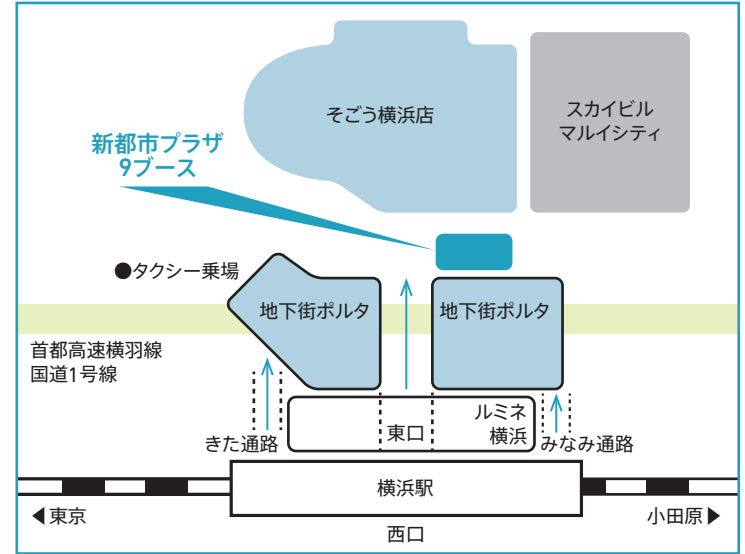 そごう横浜店
スカイビル
マルイシティ
新都市プラザ
9ブース
●タクシー乗場
地下街ポルタ
地下街ポルタ
首都高速横羽線
国道1号線
ルミネ
横浜
東口
きた通路
みなみ通路
横浜駅
◀東京
小田原▶
西口